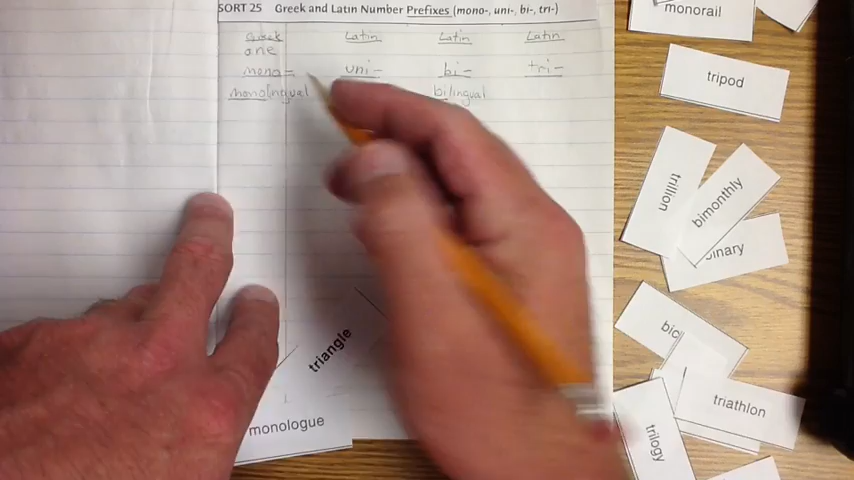 SORT 25 Greek and Latin Number Prefixes (mono-, uni-, bi-, tri-)
Greek Latin Latin Latin
one
mono- uni- bi- tri-
monolingual bilingual
monorail
tripod
trillion
bimonthly
binary
bic
triangle
triathlon
monologue
trilogy